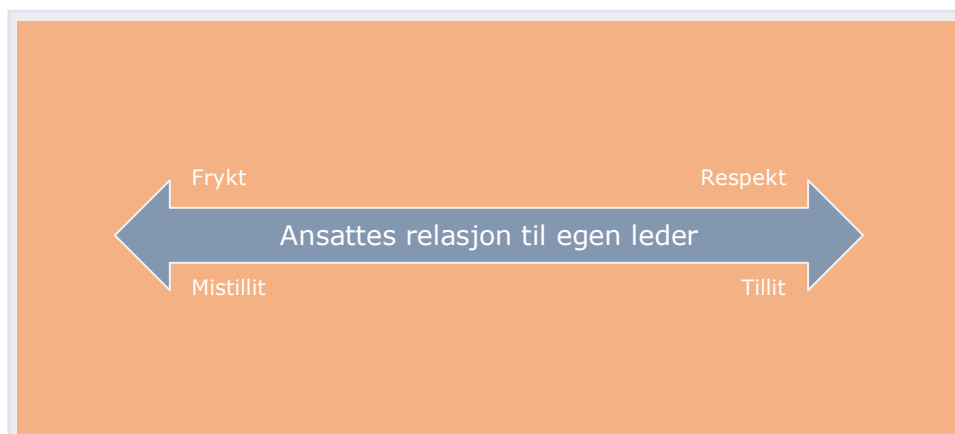 Frykt
Respekt
Ansattes relasjon til egen leder
Mistillit
Tillit